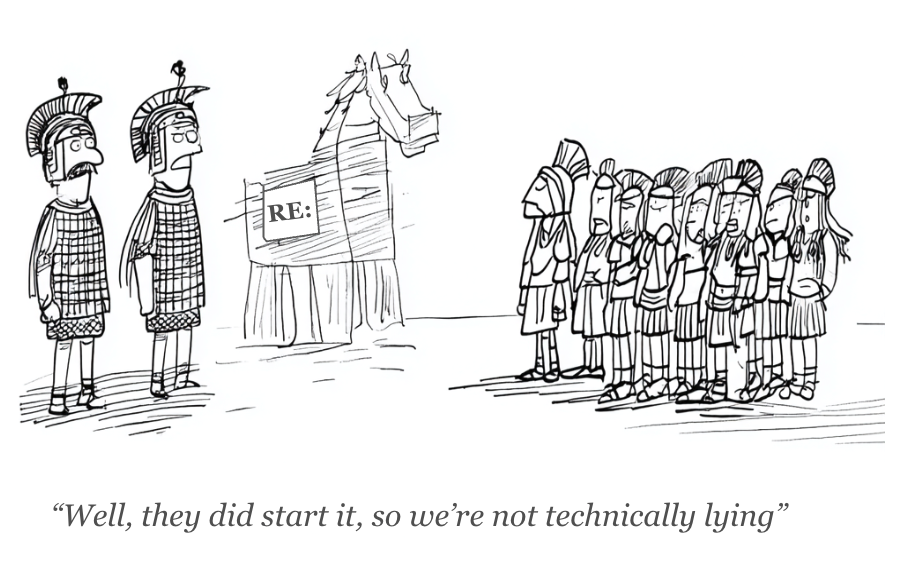 RE:
“Well, they did start it, so we’re not technically lying”